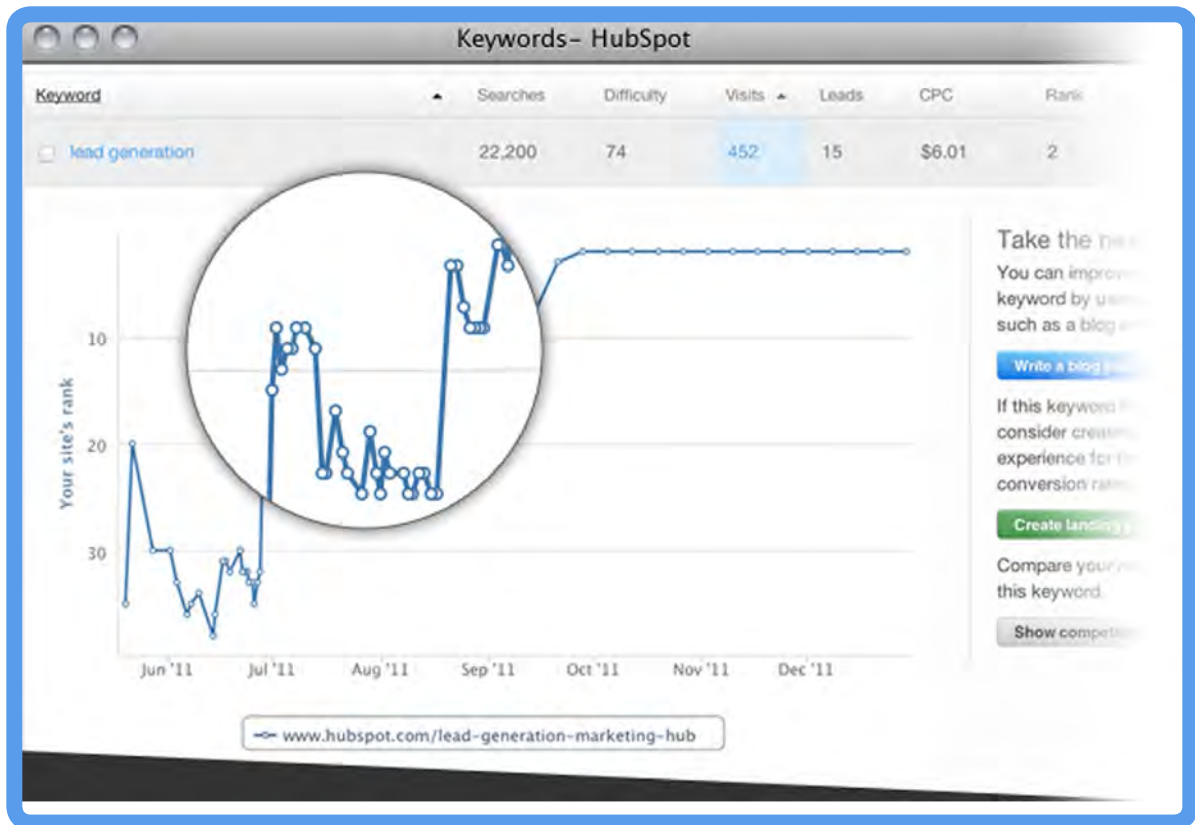 Keywords- HubSpot
Keyword Searches Difficulty Visits Leads CPC Rank
lead generation 22,200 74 452 15 $6.01 2
Take the
You can
keyword by
such as a blog
Write a blog
If this keyword
consider
experience for
conversion
Create landing
Compare your
this keyword.
Show
Your site's rank
10
20
30
Jun '11 Jul '11 Aug '11 Sep '11 Oct '11 Nov '11 Dec '11
www.hubspot.com/lead-generation-marketing-hub